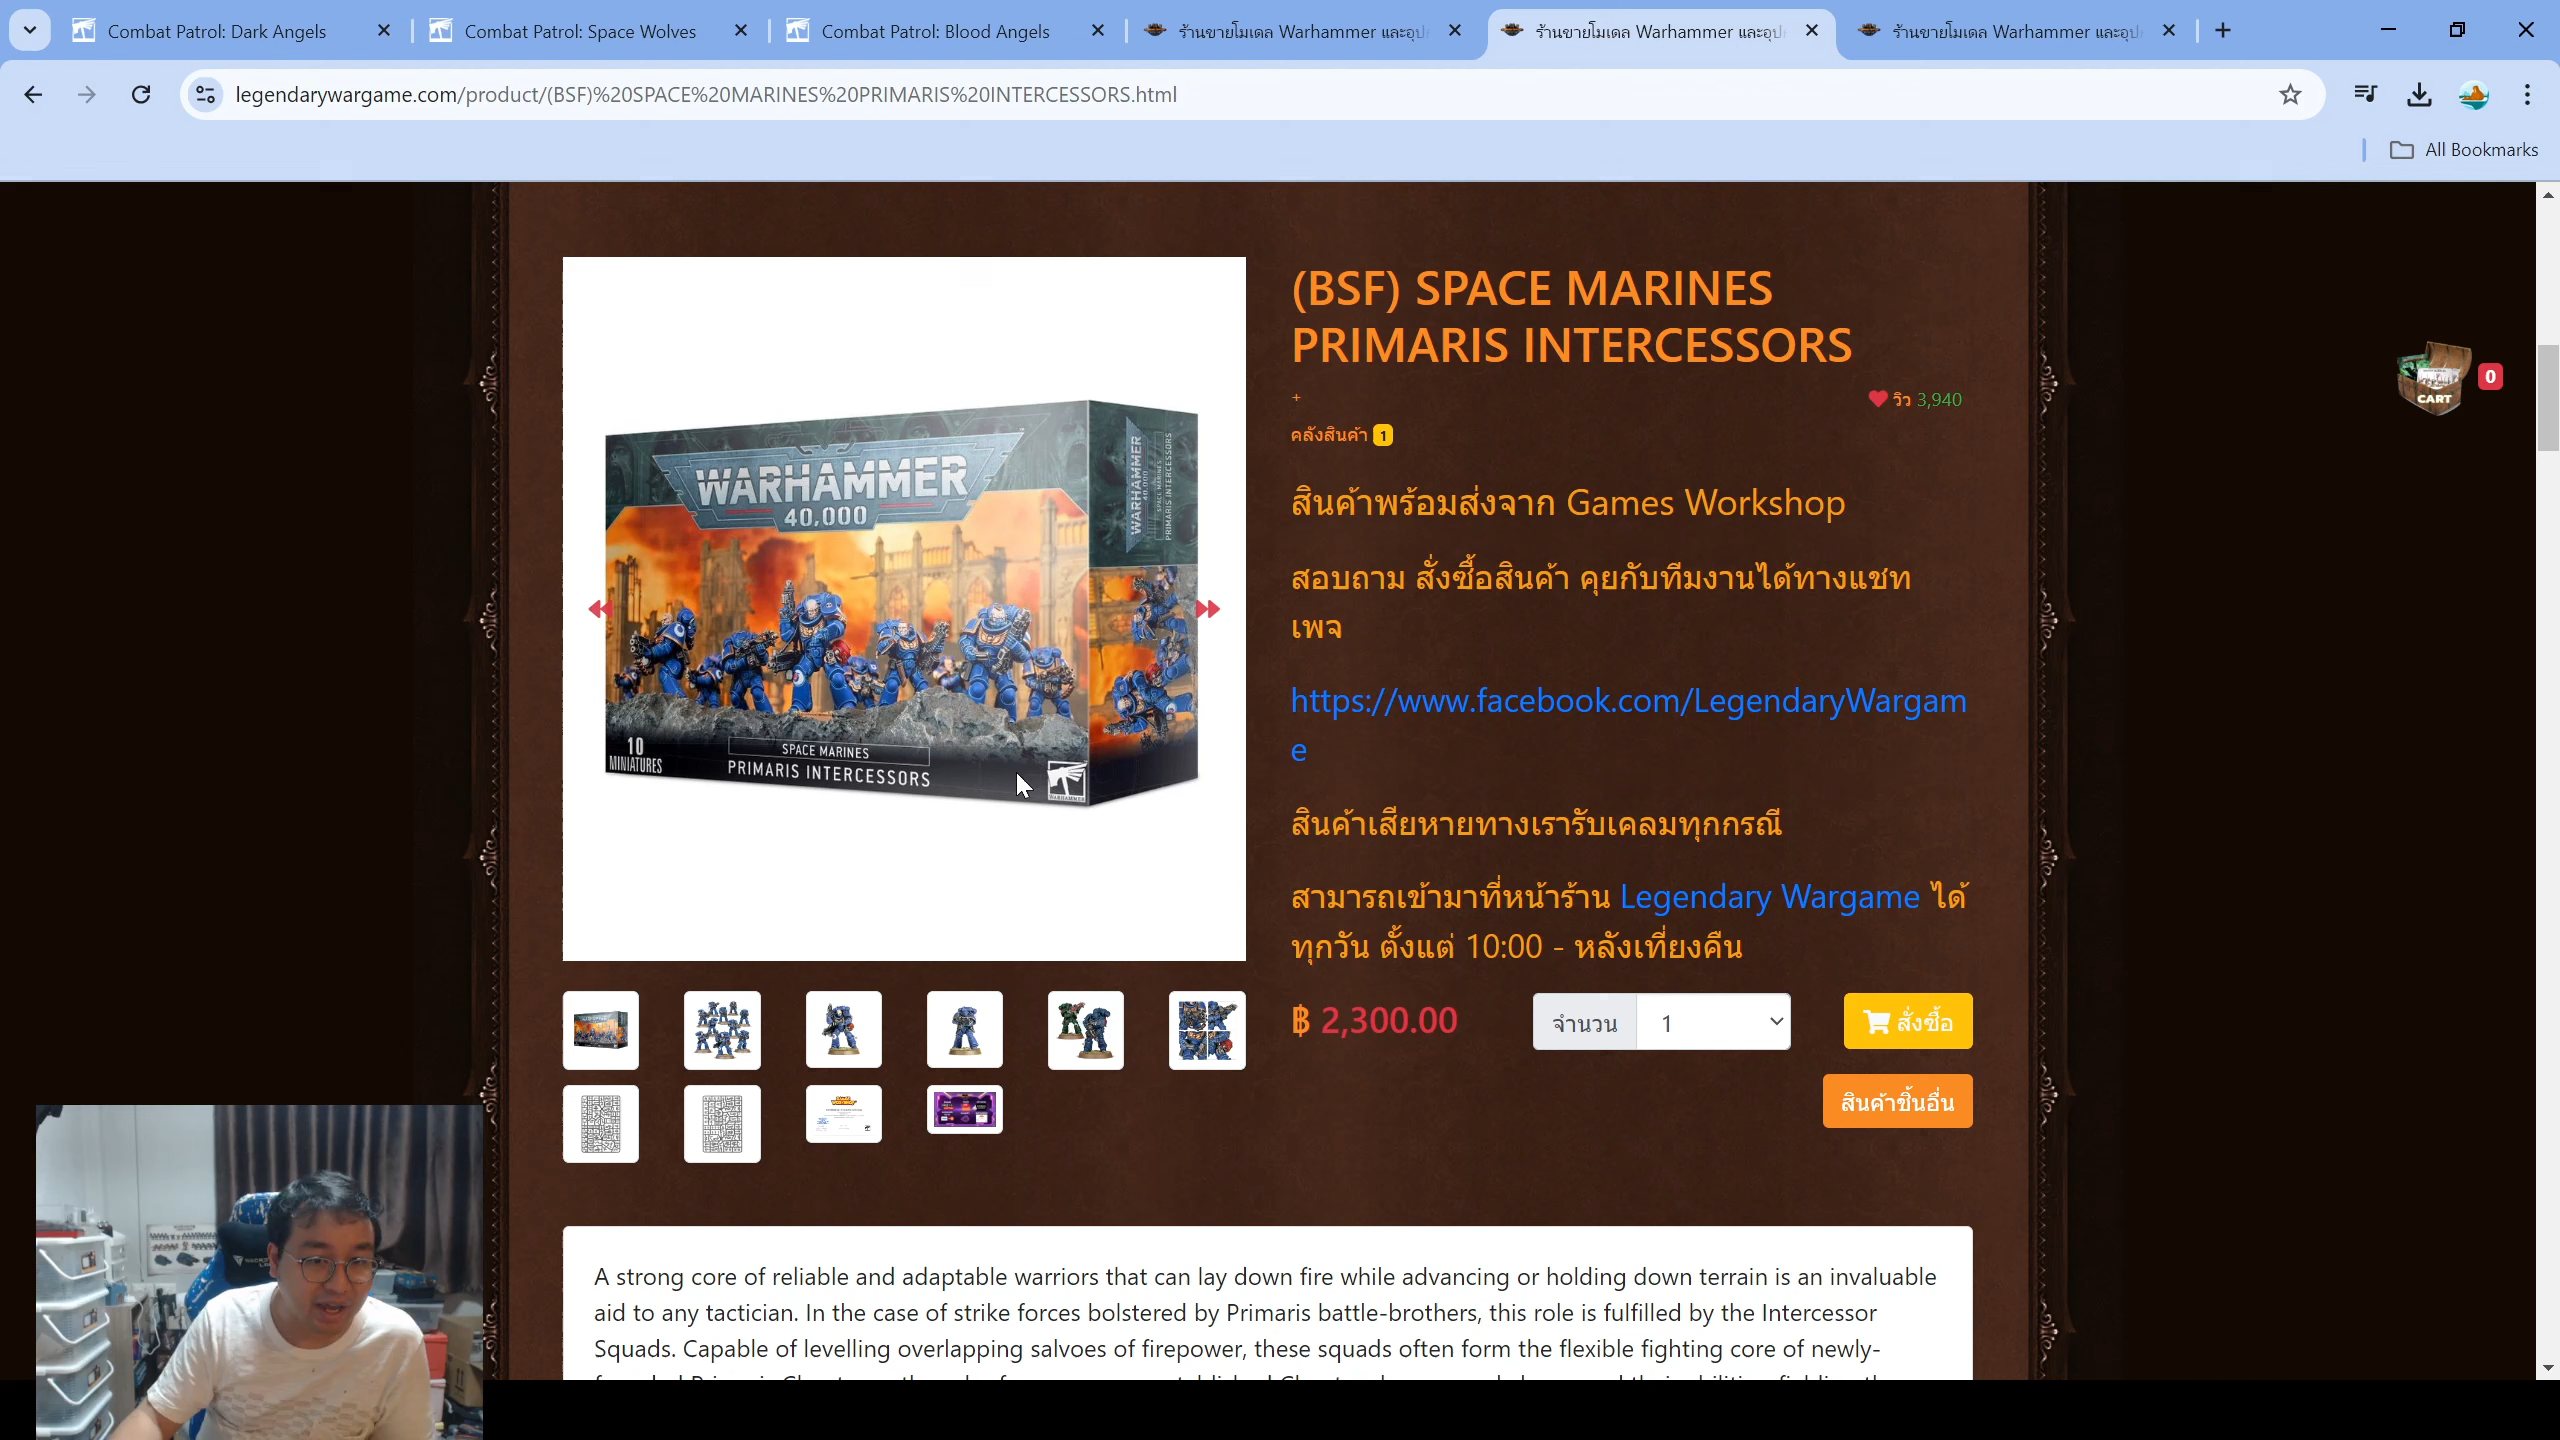 Combat Patrol: Dark Angels
Combat Patrol: Space Wolves
Combat Patrol: Blood Angels
ร้านขายโมเดล Warhammer และอุป
ร้านขายโมเดล Warhammer และอุป
ร้านขายโมเดล Warhammer และอุป
legendarywargame.com/product/(BSF)%20SPACE%20MARINES%20PRIMARIS%20INTERCESSORS.html
All Bookmarks
(BSF) SPACE MARINES
PRIMARIS INTERCESSORS
+
วิว 3,940
คลังสินค้า 1
CART
0
สินค้าพร้อมส่งจาก Games Workshop
สอบถาม สั่งซื้อสินค้า คุยกับทีมงานได้ทางแชท
เพจ
https://www.facebook.com/LegendaryWargam
e
สินค้าเสียหายทางเรารับเคลมทุกกรณี
สามารถเข้ามาที่หน้าร้าน Legendary Wargame ได้
ทุกวัน ตั้งแต่ 10:00 - หลังเที่ยงคืน
WARHAMMER
40,000
WARHAMMER
40,000
SPACE MARINES
PRIMARIS INTERCESSORS
10
MINIATURES
SPACE MARINES
PRIMARIS INTERCESSORS
WARHAMMER
฿ 2,300.00
จำนวน
1
สั่งซื้อ
สินค้าชิ้นอื่น
A strong core of reliable and adaptable warriors that can lay down fire while advancing or holding down terrain is an invaluable
aid to any tactician. In the case of strike forces bolstered by Primaris battle-brothers, this role is fulfilled by the Intercessor
Squads. Capable of levelling overlapping salvoes of firepower, these squads often form the flexible fighting core of newly-